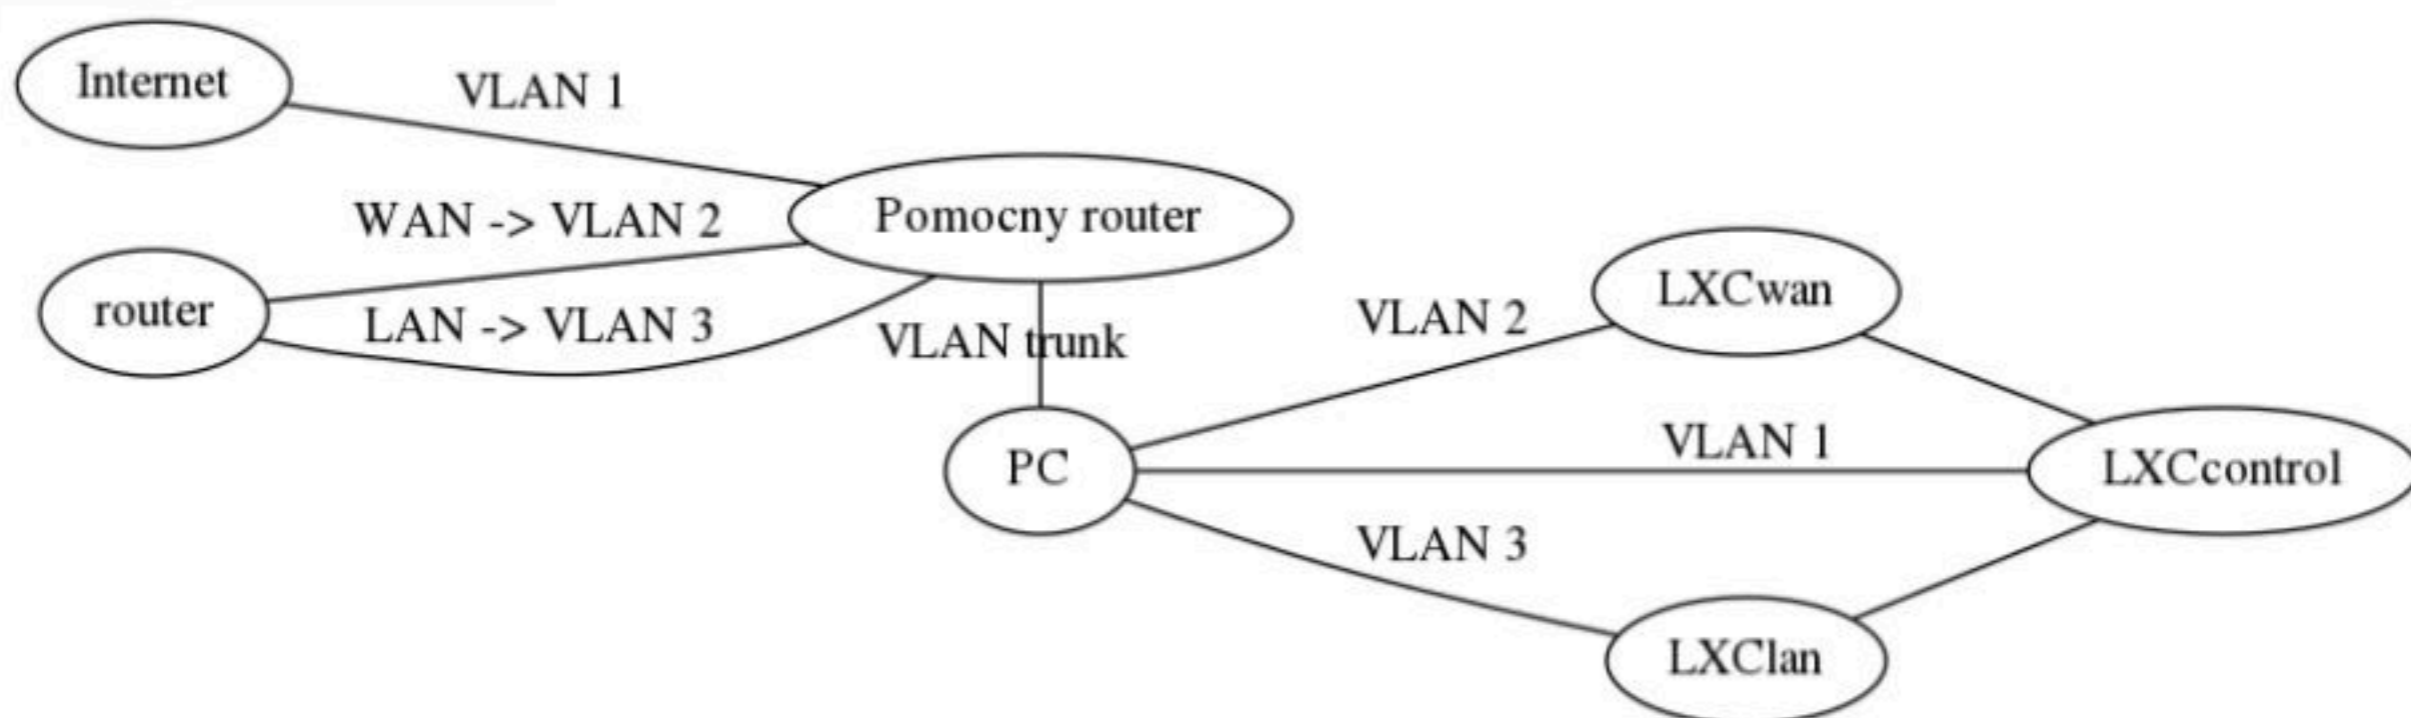 Internet
VLAN 1
WAN -> VLAN 2
Pomocny router
router
LAN -> VLAN 3
VLAN trunk
VLAN 2
LXCwan
PC
VLAN 1
LXCcontrol
VLAN 3
LXClan